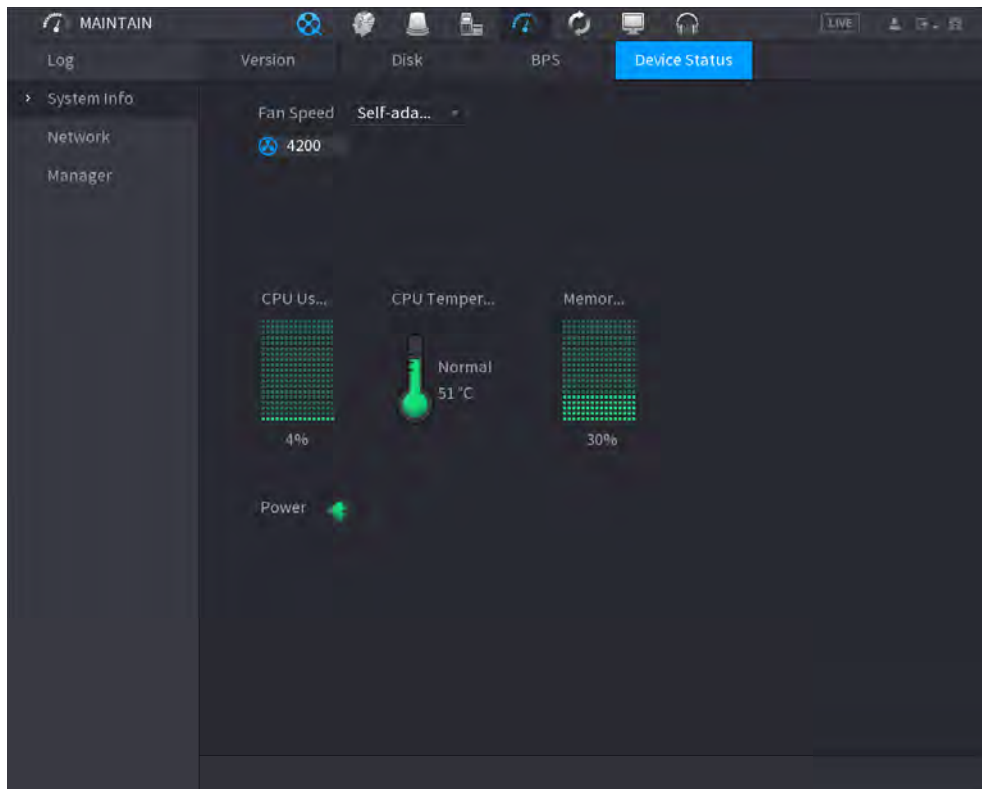 MAINTAIN
LIVE
Log
Version
Disk
BPS
Device Status
System Info
Network
Manager
Fan Speed
Self-ada...
4200
CPU Us...
CPU Temper...
Memor...
Normal
51 °C
4%
30%
Power